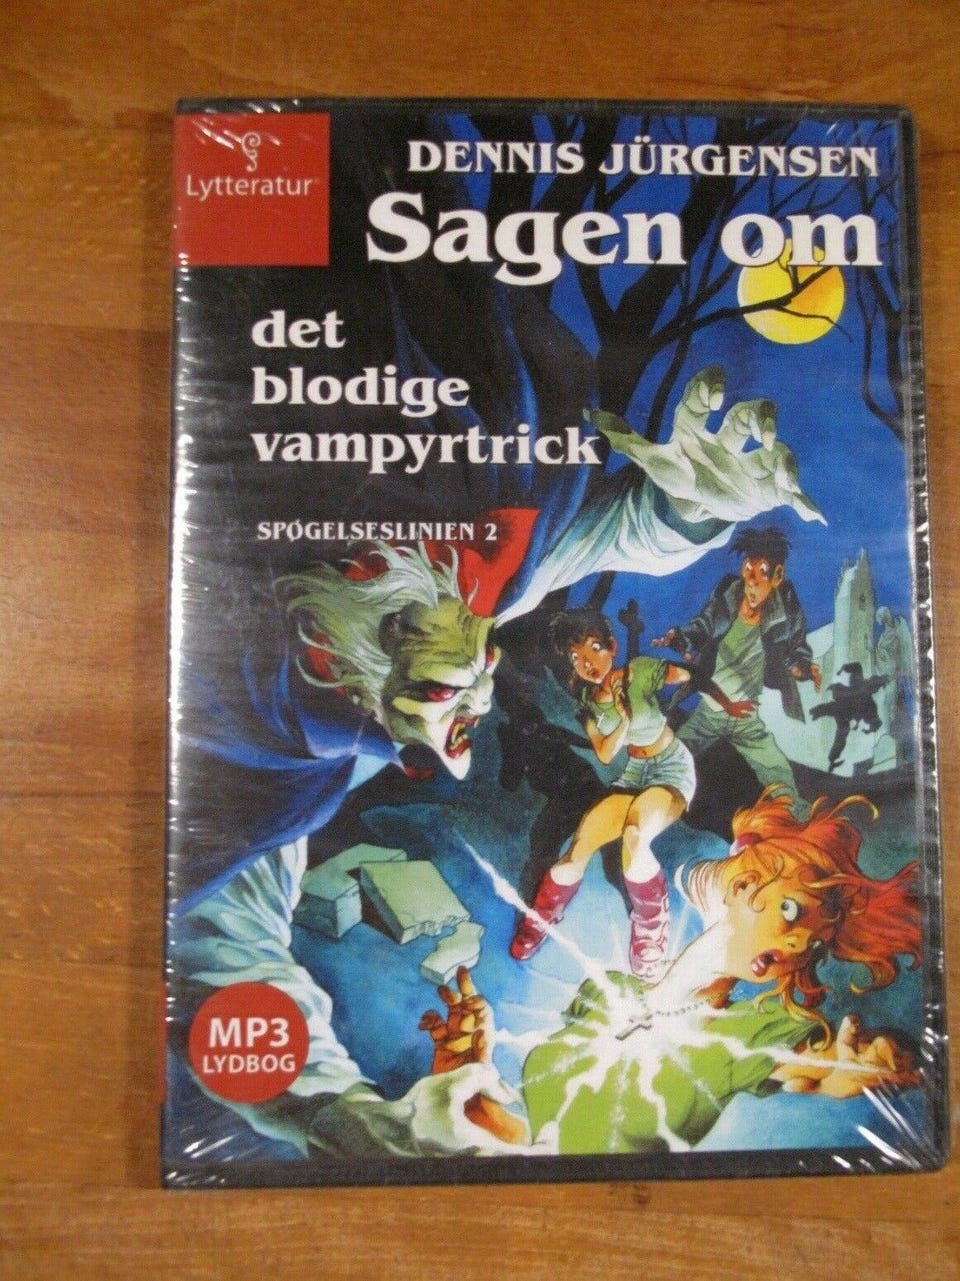 Lytteratur
DENNIS JÜRGENSEN
Sagen om
det
blodige
vampyrtrick
SPØGELSESLINIEN 2
MP3
LYDBOG